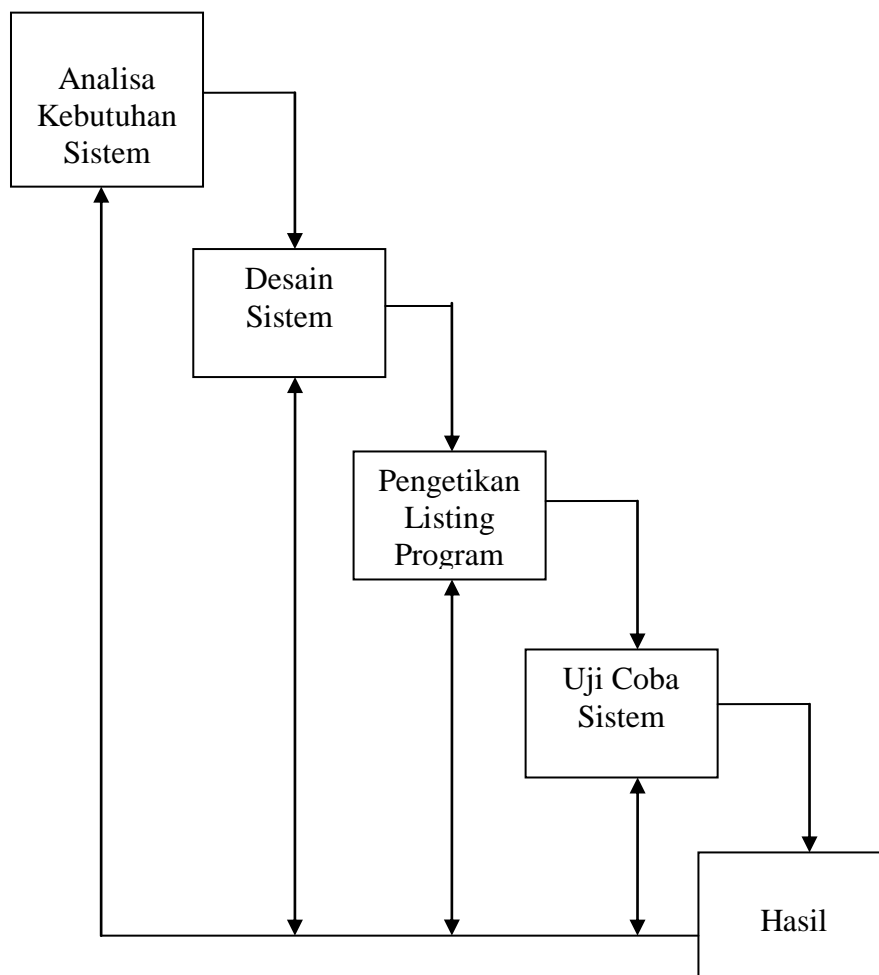 Analisa
Kebutuhan
Sistem
Desain
Sistem
Pengetikan
Listing
Program
Uji Coba
Sistem
Hasil